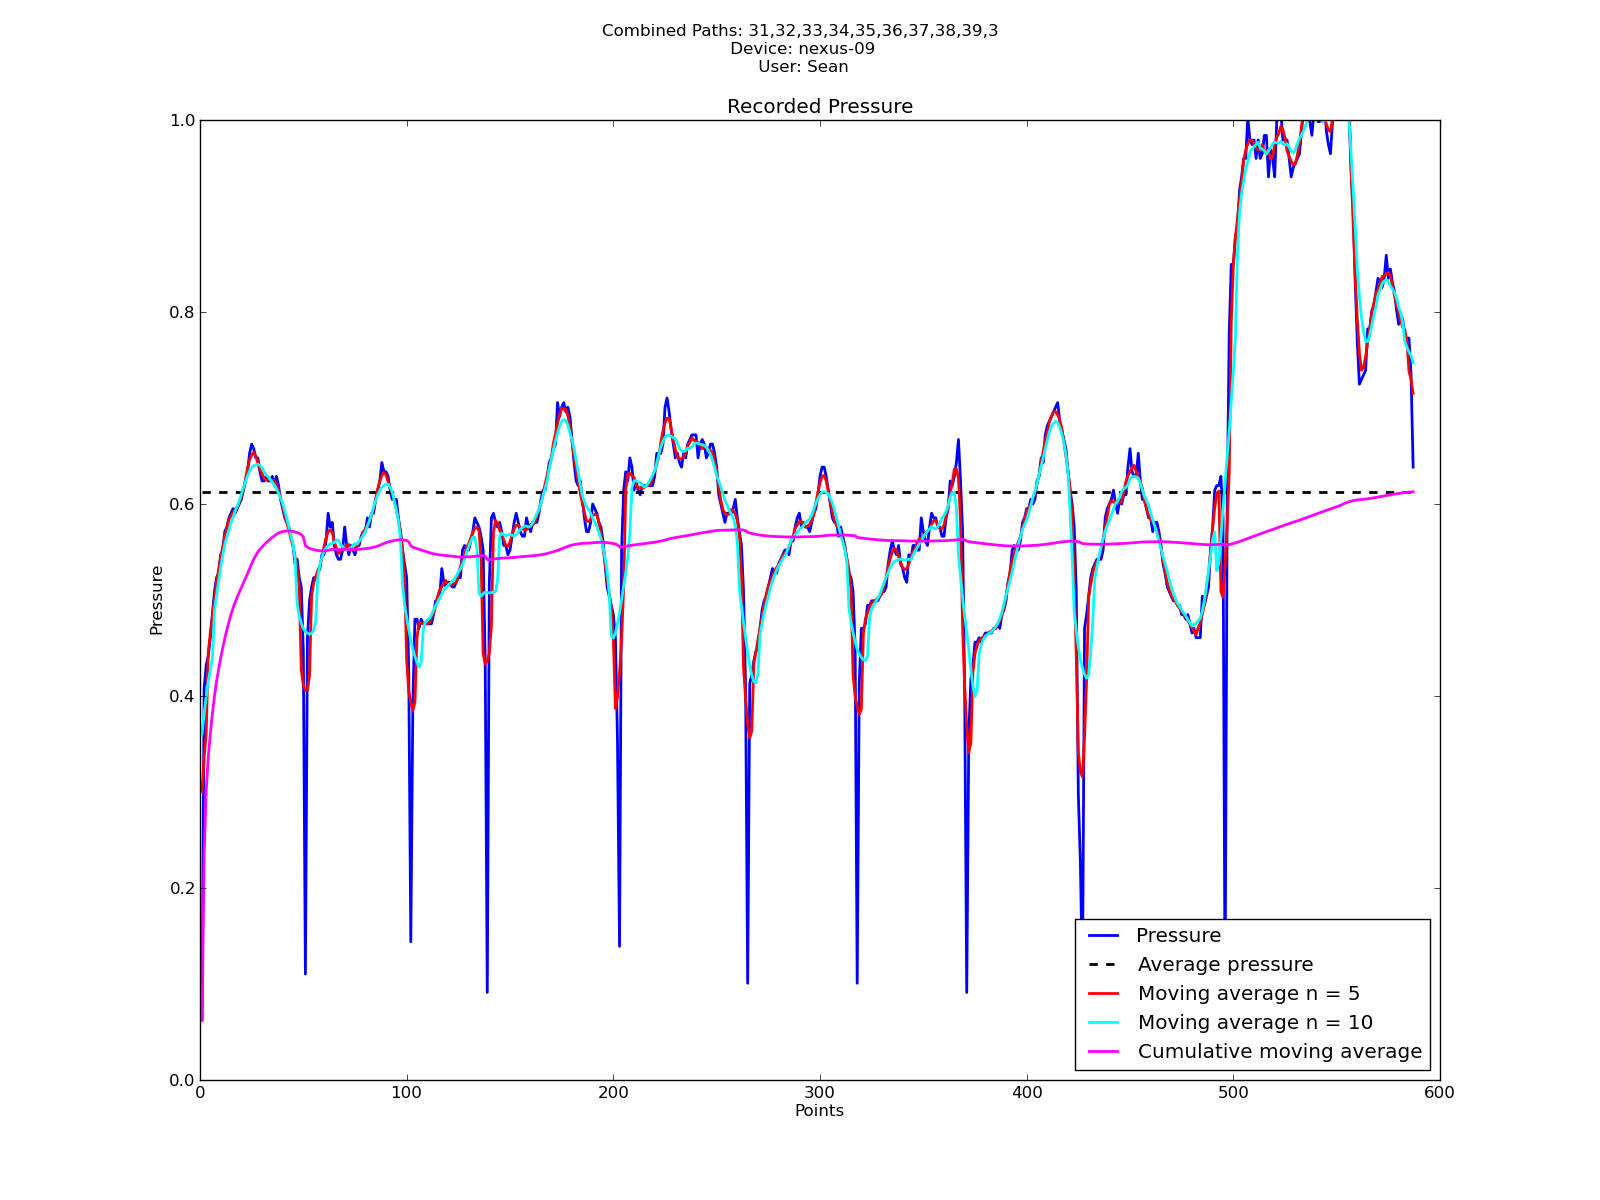 Combined Paths: 31,32,33,34,35,36,37,38,39,3
Device: nexus-09
User: Sean
Recorded Pressure
1.0
0.8
0.6
0.4
0.2
0.0
Pressure
0 100 200 300 400 500 600
Points
Pressure
Average pressure
Moving average n = 5
Moving average n = 10
Cumulative moving average